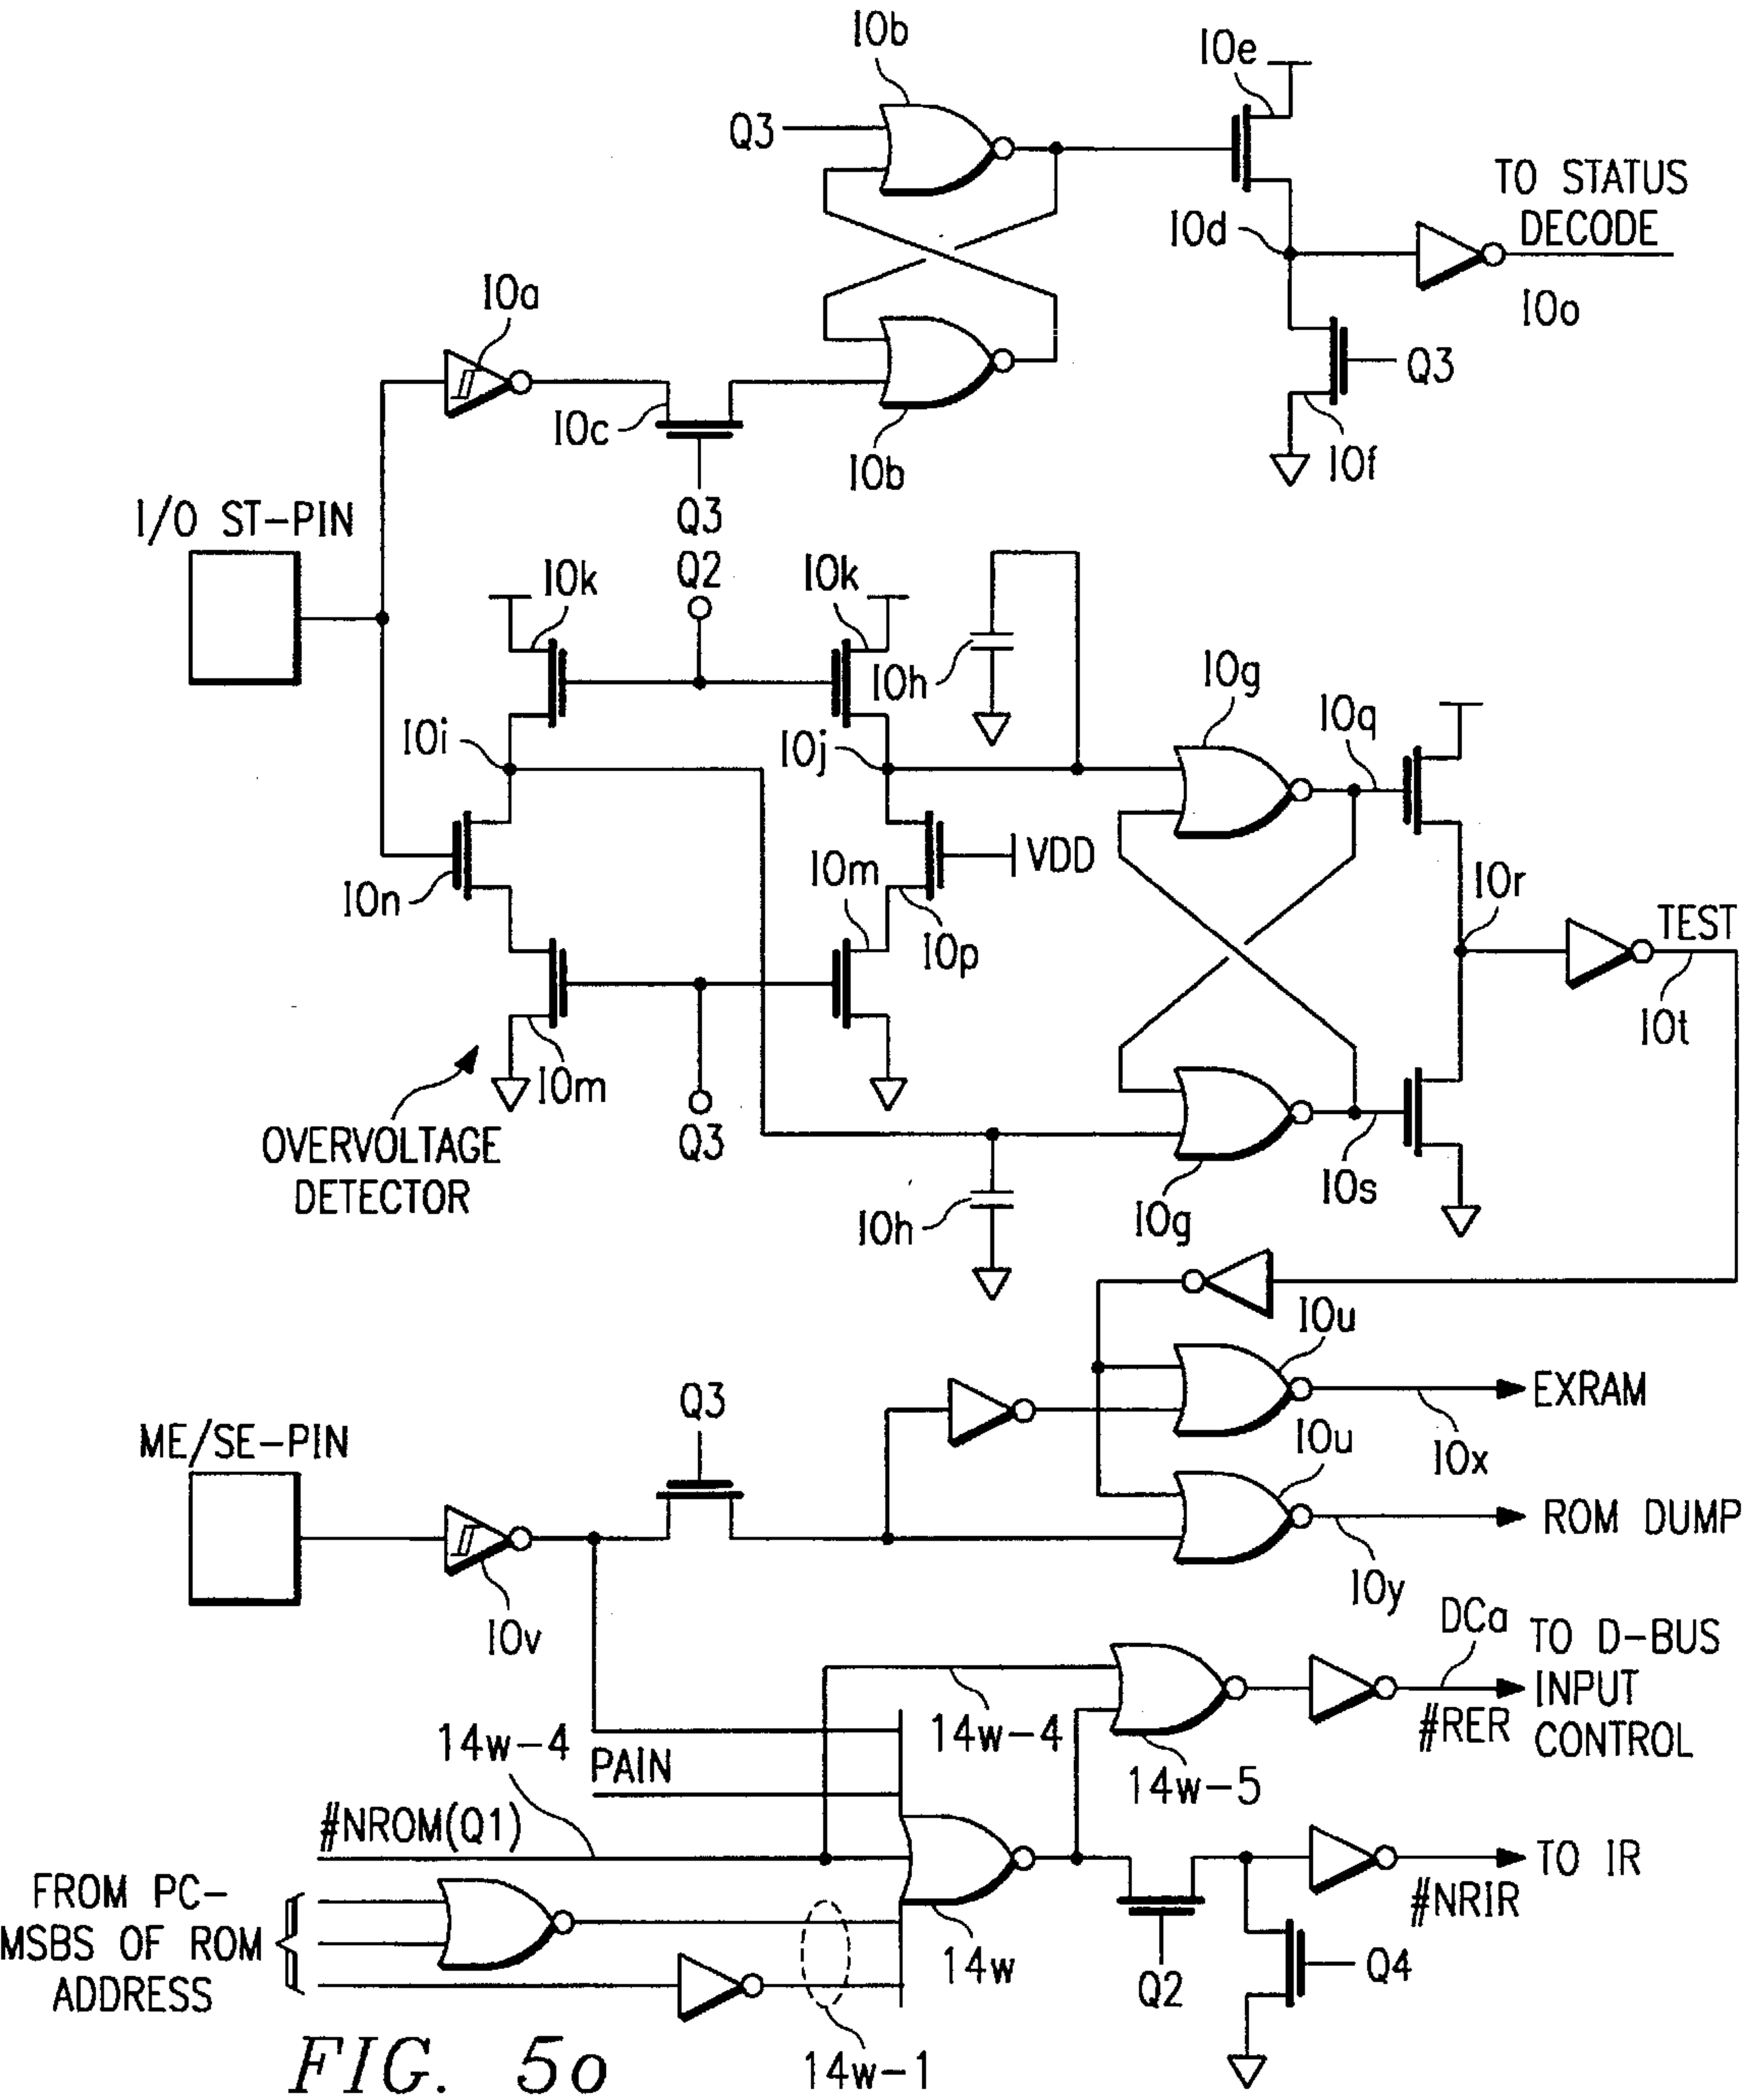 10b
10e
Q3
TO STATUS
DECODE
10d
10a
10o
Q3
10c
10b
10f
Q3
I/O ST-PIN
Q2
10k
10k
10h
10g
10q
10i
10j
VDD
10m
10r
10n
10p
TEST
10t
10m
OVERVOLTAGE
DETECTOR
Q3
10s
10h
10g
10u
Q3
EXRAM
ME/SE-PIN
10u
10x
ROM DUMP
10v
10y
DCa
TO D-BUS
INPUT
CONTROL
14w-4
14w-4
#RER
PAIN
14w-5
#NROM(Q1)
TO IR
FROM PC-
MSBS OF ROM
ADDRESS
#NRIR
14w
Q2
Q4
14w-1
FIG. 5o